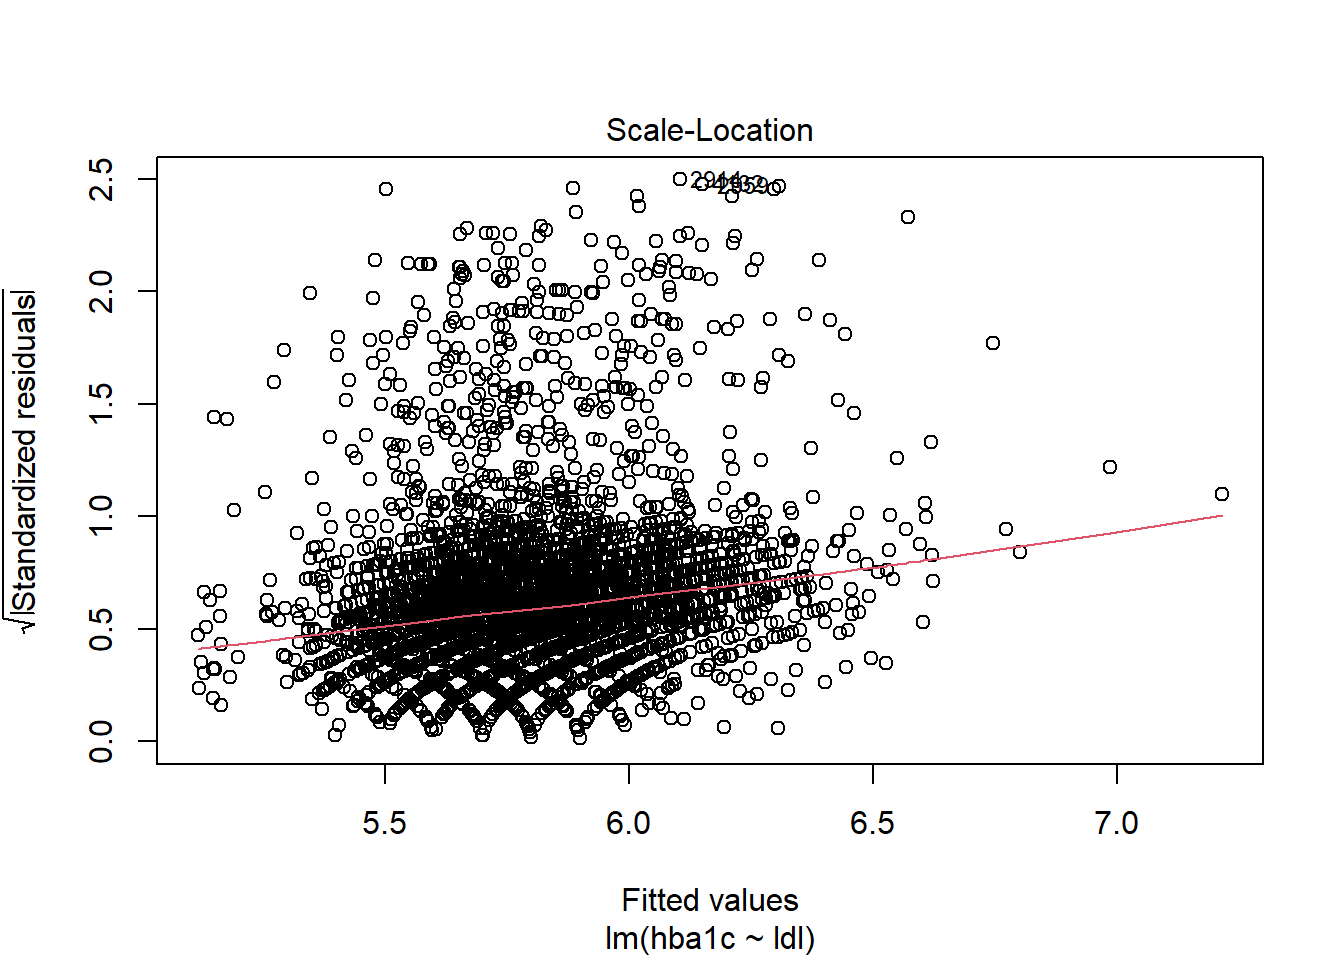 Scale-Location
√|Standardized residuals|
2.5
2.0
1.5
1.0
0.5
0.0
5.5 6.0 6.5 7.0
Fitted values
lm(hba1c ~ ldl)